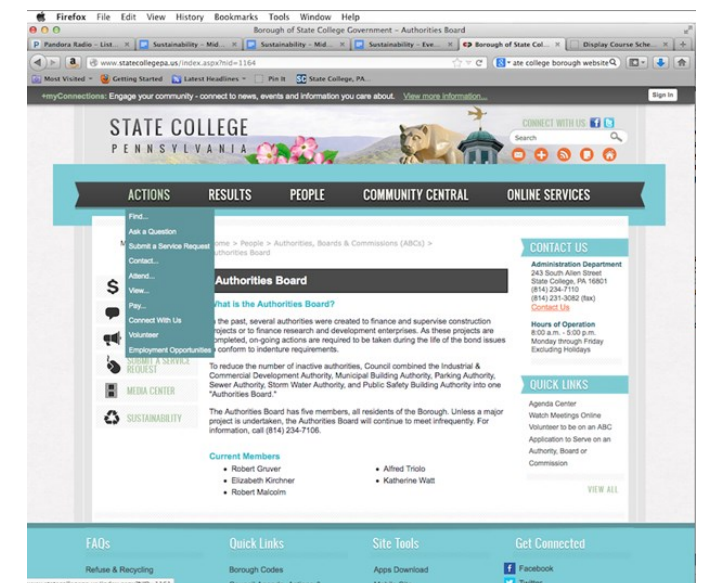 Firefox File Edit View History Bookmarks Tools Window Help
Borough of State College Government – Authorities Board
Pandora Radio – List...
Sustainability – Mid...
Sustainability – Mid...
Sustainability – Eve...
Borough of State Col...
Display Course Sche...
www.statecollegepa.us/index.aspx?nid=1164
ate college borough website
Most Visited
Getting Started
Latest Headlines
Pin It
State College, PA...
+myConnections: Engage your community - connect to news, events and information you care about. View more information...
Sign In
STATE COLLEGE
PENNSYLVANIA
CONNECT WITH US
Search
ACTIONS
RESULTS
PEOPLE
COMMUNITY CENTRAL
ONLINE SERVICES
Find...
Ask a Question
Submit a Service Request
Contact...
Attend...
View...
Pay...
Connect With Us
Volunteer
Employment Opportunities
SUBMIT A SERVICE
REQUEST
MEDIA CENTER
SUSTAINABILITY
ome > People > Authorities, Boards & Commissions (ABCs) >
uthorities Board
Authorities Board
What is the Authorities Board?
n the past, several authorities were created to finance and supervise construction
rojects or to finance research and development enterprises. As these projects are
ompleted, on-going actions are required to be taken during the life of the bond issues
o conform to indenture requirements.
To reduce the number of inactive authorities, Council combined the Industrial &
Commercial Development Authority, Municipal Building Authority, Parking Authority,
Sewer Authority, Storm Water Authority, and Public Safety Building Authority into one
"Authorities Board."
The Authorities Board has five members, all residents of the Borough. Unless a major
project is undertaken, the Authorities Board will continue to meet infrequently. For
information, call (814) 234-7106.
Current Members
• Robert Gruver
• Elizabeth Kirchner
• Robert Malcolm
• Alfred Triolo
• Katherine Watt
CONTACT US
Administration Department
243 South Allen Street
State College, PA 16801
(814) 234-7110
(814) 231-3082 (fax)
Contact Us
Hours of Operation
8:00 a.m. - 5:00 p.m.
Monday through Friday
Excluding Holidays
QUICK LINKS
Agenda Center
Watch Meetings Online
Volunteer to be on an ABC
Application to Serve on an
Authority, Board or
Commission
VIEW ALL
FAQs
Refuse & Recycling
Quick Links
Borough Codes
Site Tools
Apps Download
Get Connected
Facebook